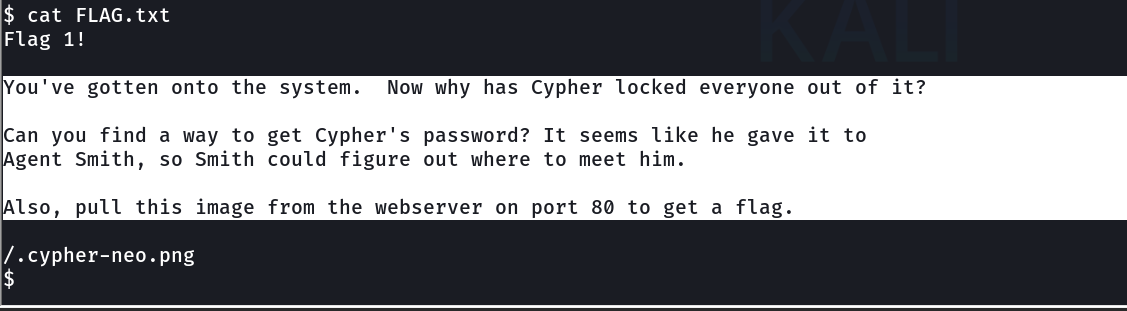 KALI
$ cat FLAG.txt
Flag 1!
You've gotten onto the system.  Now why has Cypher locked everyone out of it?
Can you find a way to get Cypher's password? It seems like he gave it to
Agent Smith, so Smith could figure out where to meet him.
Also, pull this image from the webserver on port 80 to get a flag.
/.cypher-neo.png
$